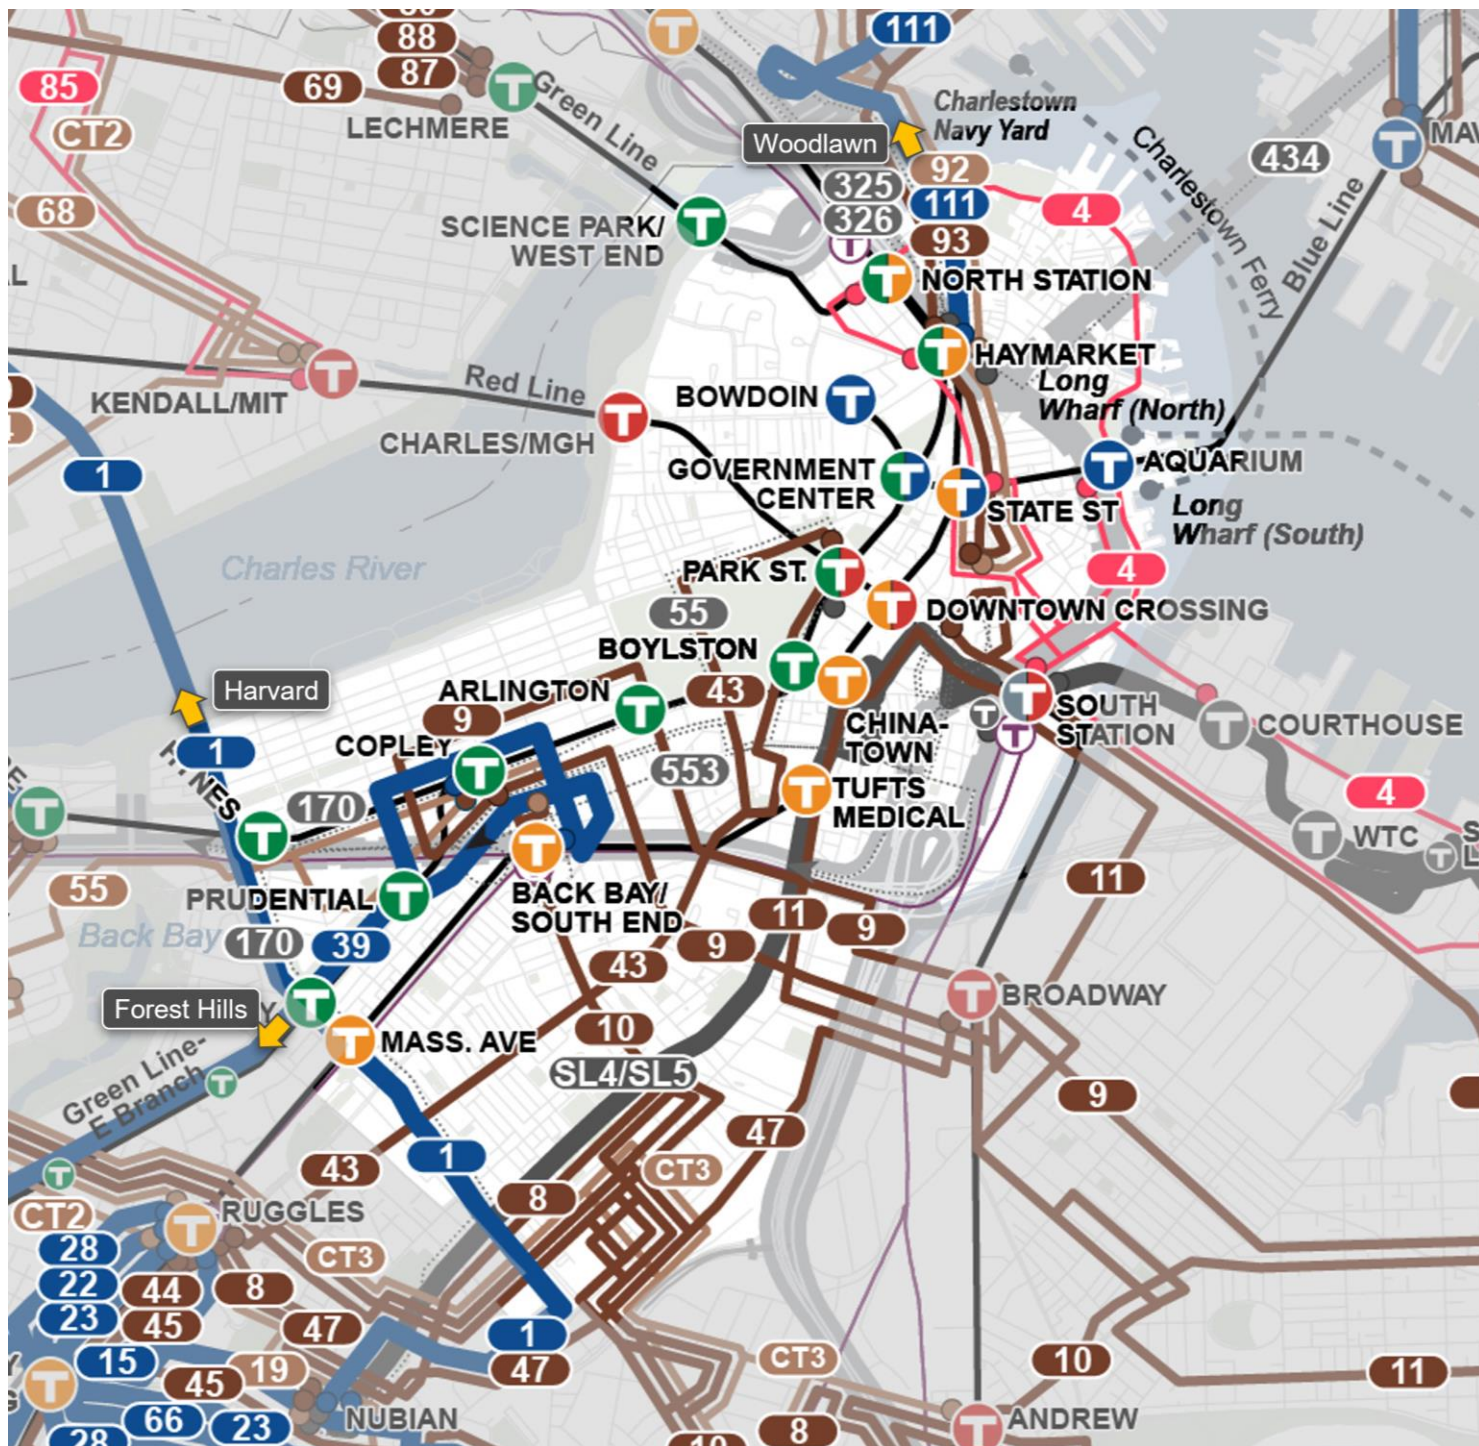 88
111
87
85
69
Green Line
LECHMERE
CT2
Charlestown
Navy Yard
Woodlawn
Charlestown Ferry
434
325
92
68
326
111
4
93
SCIENCE PARK/
WEST END
NORTH STATION
Blue Line
HAYMARKET
Long
Wharf (North)
Red Line
KENDALL/MIT
CHARLES/MGH
BOWDOIN
GOVERNMENT
CENTER
AQUARIUM
1
STATE ST
Long
Wharf (South)
Charles River
PARK ST.
4
55
DOWNTOWN CROSSING
BOYLSTON
Harvard
ARLINGTON
43
9
CHINA-
TOWN
SOUTH
STATION
COURTHOUSE
COPLEY
1
553
170
TUFTS
MEDICAL
4
WTC
PRUDENTIAL
BACK BAY/
SOUTH END
55
11
11
9
9
Back Bay
170
39
43
Forest Hills
BROADWAY
10
MASS. AVE
Green Line-
E Branch
SL4/SL5
9
47
1
43
CT3
8
CT2
RUGGLES
28
CT3
22
44
8
23
45
47
1
15
45
19
47
CT3
10
11
66
23
NUBIAN
28
8
ANDREW
10